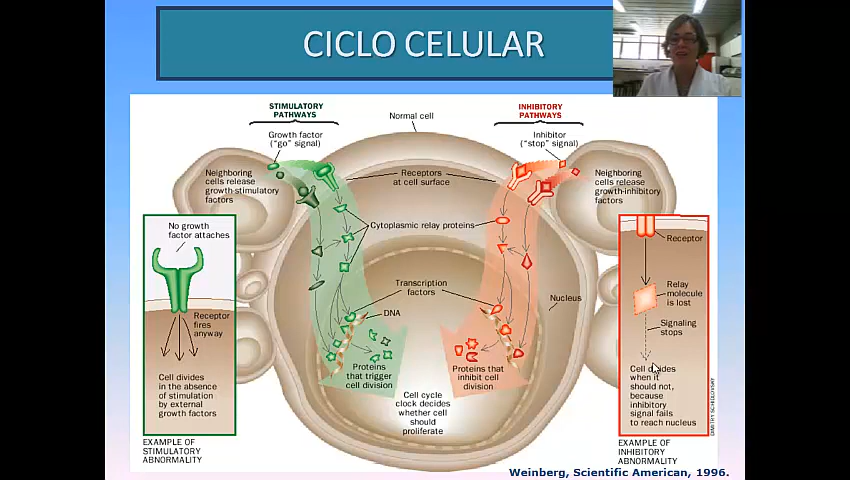 CICLO CELULAR
STIMULATORY
PATHWAYS
Growth factor
("go" signal)
Normal cell
INHIBITORY
PATHWAYS
Inhibitor
("stop" signal)
Neighboring
cells release
growth-stimulatory
factors
Receptors
at cell surface
Neighboring
cells release
growth-inhibitory
factors
No growth
factor attaches
Cytoplasmic relay proteins
Receptor
Transcription
factors
Nucleus
Relay
molecule
is lost
DNA
Receptor
fires
anyway
Signaling
stops
Proteins
that trigger
cell division
Proteins that
inhibit cell
division
Cell divides
in the absence
of stimulation
by external
growth factors
Cell cycle
clock decides
whether cell
should
proliferate
Cell divides
when it
should not,
because
inhibitory
signal fails
to reach nucleus
EXAMPLE OF
STIMULATORY
ABNORMALITY
EXAMPLE OF
INHIBITORY
ABNORMALITY
Weinberg, Scientific American, 1996.